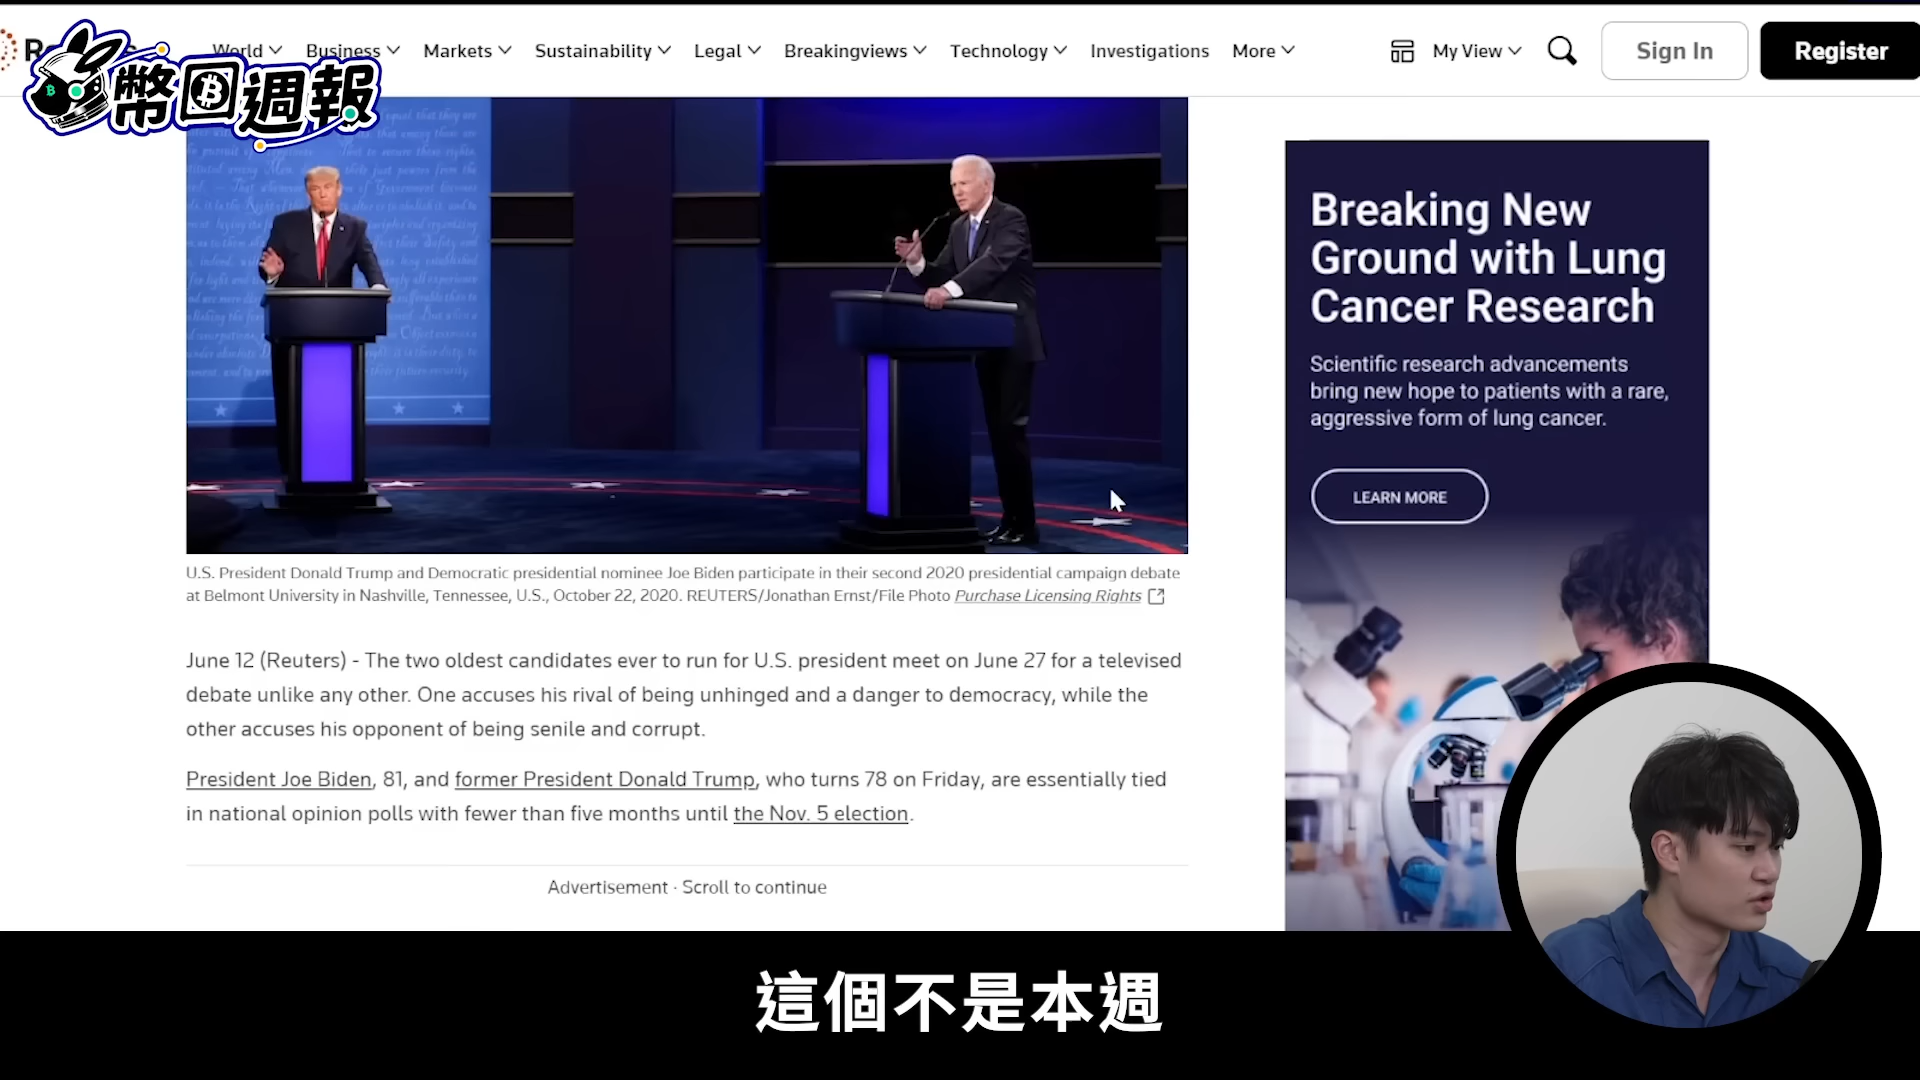 幣圈週報
World
Business
Markets
Sustainability
Legal
Breakingviews
Technology
Investigations
More
My View
Sign In
Register
U.S. President Donald Trump and Democratic presidential nominee Joe Biden participate in their second 2020 presidential campaign debate
at Belmont University in Nashville, Tennessee, U.S., October 22, 2020. REUTERS/Jonathan Ernst/File Photo Purchase Licensing Rights
June 12 (Reuters) - The two oldest candidates ever to run for U.S. president meet on June 27 for a televised
debate unlike any other. One accuses his rival of being unhinged and a danger to democracy, while the
other accuses his opponent of being senile and corrupt.
President Joe Biden, 81, and former President Donald Trump, who turns 78 on Friday, are essentially tied
in national opinion polls with fewer than five months until the Nov. 5 election.
Advertisement · Scroll to continue
Breaking New
Ground with Lung
Cancer Research
Scientific research advancements
bring new hope to patients with a rare,
aggressive form of lung cancer.
LEARN MORE
這個不是本週